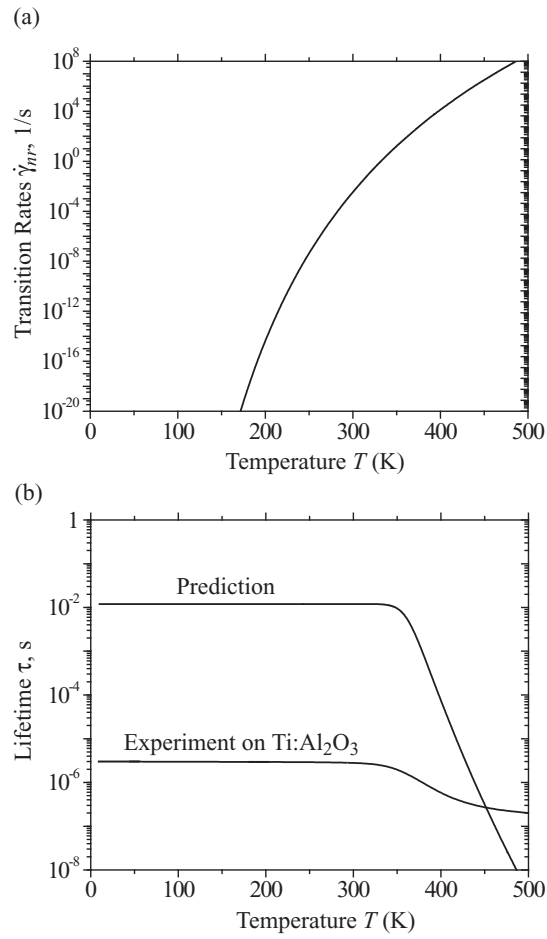 (a)
Transition Rates γ̇nr, 1/s
10^8
10^4
10^0
10^-4
10^-8
10^-12
10^-16
10^-20
0 100 200 300 400 500
Temperature T (K)
(b)
Lifetime τ, s
1
10^-2
10^-4
10^-6
10^-8
Prediction
Experiment on Ti:Al₂O₃
0 100 200 300 400 500
Temperature T (K)